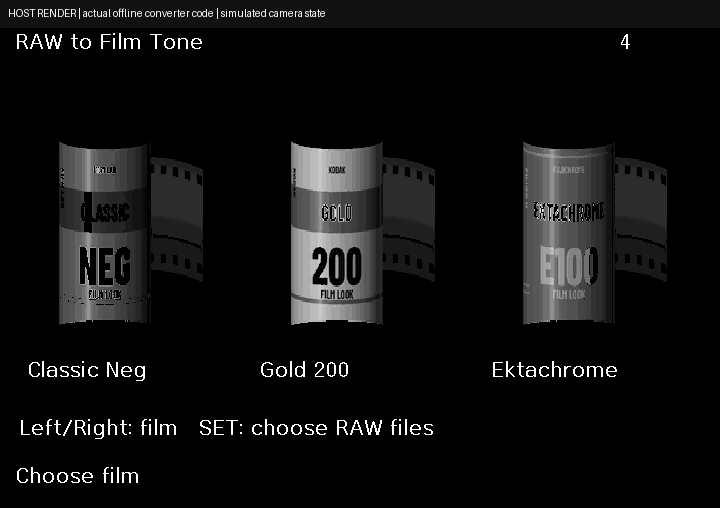 HOST RENDER | actual offline converter code | simulated camera state
RAW to Film Tone 4
CLASSIC
NEG
FILM LOOK
KODAK
GOLD
200
FILM LOOK
EKTACHROME
E100
FILM LOOK
Classic Neg Gold 200 Ektachrome
Left/Right: film SET: choose RAW files
Choose film